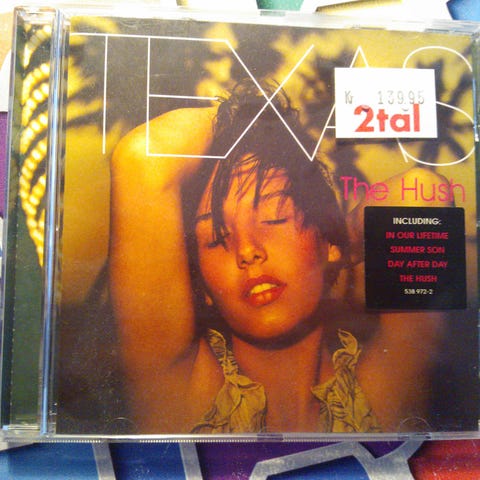 TEXAS
Kr 139.95
2tal
The Hush
INCLUDING:
IN OUR LIFETIME
SUMMER SON
DAY AFTER DAY
THE HUSH
538 972-2